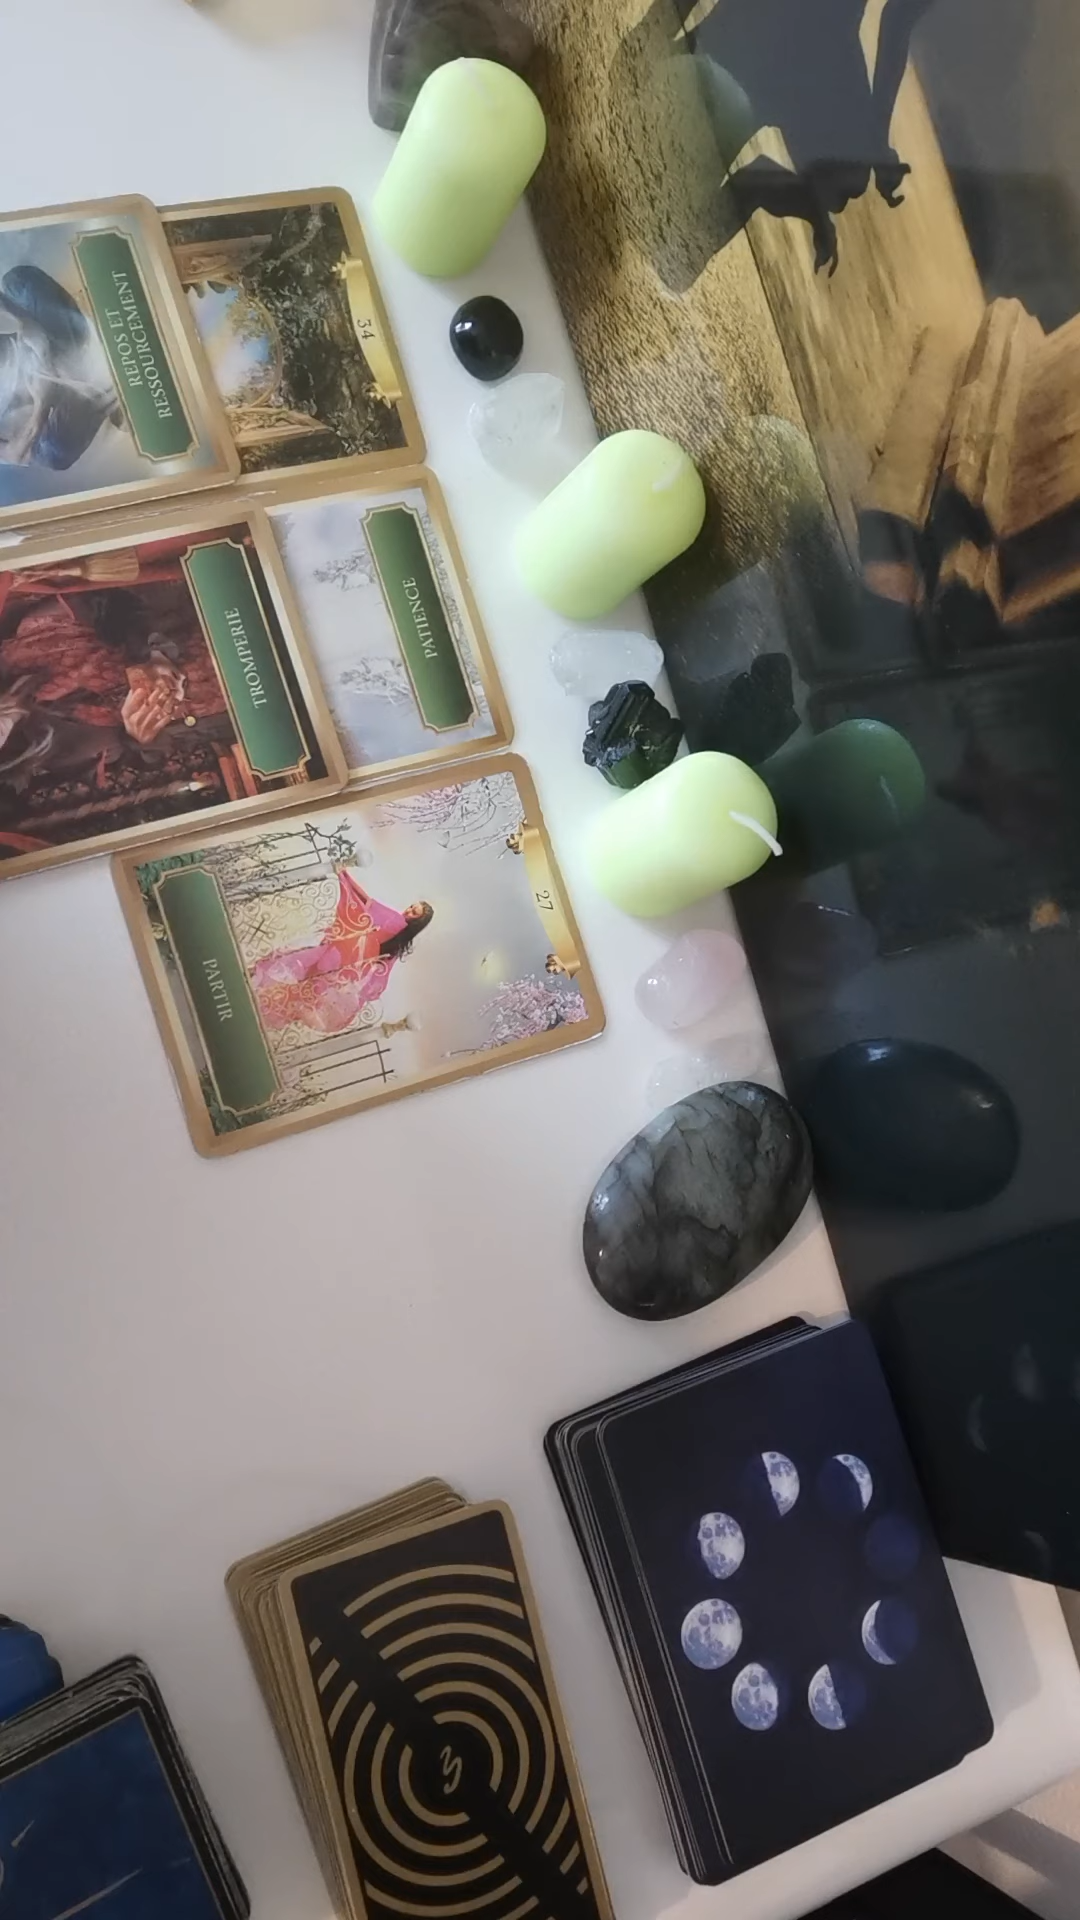 REPOS ET
RESSOURCEMENT
34
TROMPERIE
PATIENCE
PARTIR
27